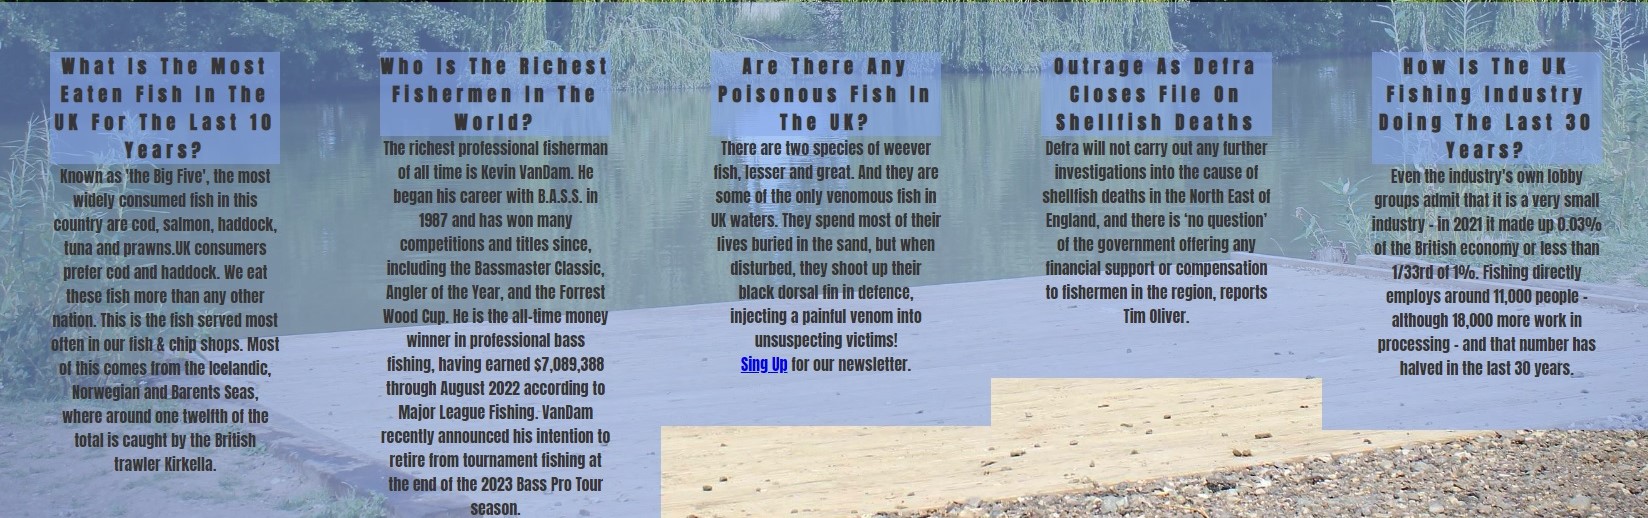 What Is The Most
Eaten Fish In The
UK For The Last 10
Years?
Known as 'the Big Five', the most
widely consumed fish in this
country are cod, salmon, haddock,
tuna and prawns.UK consumers
prefer cod and haddock. We eat
these fish more than any other
nation. This is the fish served most
often in our fish & chip shops. Most
of this comes from the Icelandic,
Norwegian and Barents Seas,
where around one twelfth of the
total is caught by the British
trawler Kirkella.
Who Is The Richest
Fishermen In The
World?
The richest professional fisherman
of all time is Kevin VanDam. He
began his career with B.A.S.S. in
1987 and has won many
competitions and titles since,
including the Bassmaster Classic,
Angler of the Year, and the Forrest
Wood Cup. He is the all-time money
winner in professional bass
fishing, having earned $7,089,388
through August 2022 according to
Major League Fishing. VanDam
recently announced his intention to
retire from tournament fishing at
the end of the 2023 Bass Pro Tour
season.
Are There Any
Poisonous Fish In
The UK?
There are two species of weever
fish, lesser and great. And they are
some of the only venomous fish in
UK waters. They spend most of their
lives buried in the sand, but when
disturbed, they shoot up their
black dorsal fin in defence,
injecting a painful venom into
unsuspecting victims!
Sing Up for our newsletter.
Outrage As Defra
Closes File On
Shellfish Deaths
Defra will not carry out any further
investigations into the cause of
shellfish deaths in the North East of
England, and there is ‘no question’
of the government offering any
financial support or compensation
to fishermen in the region, reports
Tim Oliver.
How Is The UK
Fishing Industry
Doing The Last 30
Years?
Even the industry's own lobby
groups admit that it is a very small
industry - in 2021 it made up 0.03%
of the British economy or less than
1/33rd of 1%. Fishing directly
employs around 11,000 people -
although 18,000 more work in
processing - and that number has
halved in the last 30 years.